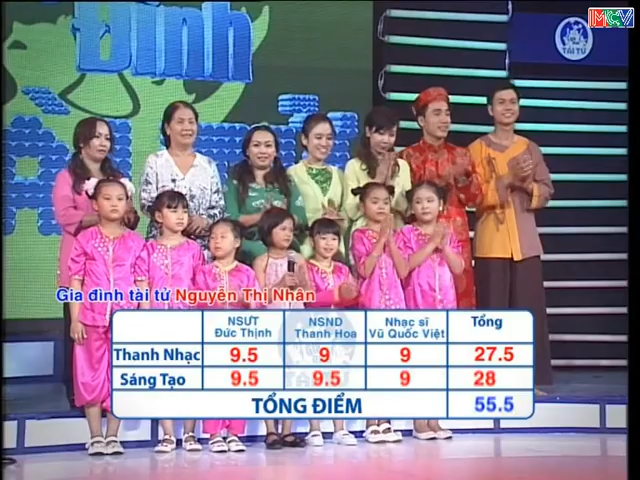 MCV
TÀI TỬ
Đình
Gia đình tài tử Nguyễn Thị Nhân
NSƯT Đức Thịnh NSND Thanh Hoa Nhạc sĩ Vũ Quốc Việt Tổng
Thanh Nhạc 9.5 9 9 27.5
Sáng Tạo 9.5 9.5 9 28
TỔNG ĐIỂM 55.5